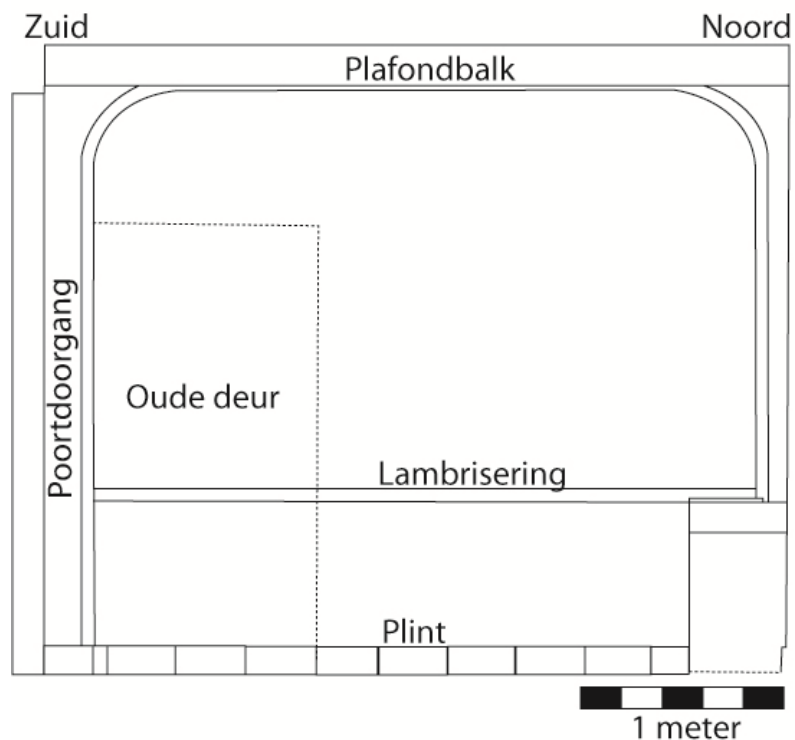 Zuid
Noord
Plafondbalk
Poortdoorgang
Oude deur
Lambrisering
Plint
1 meter